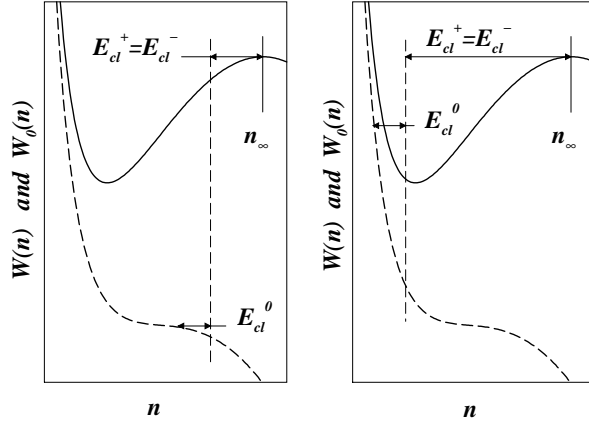 E_cl^+=E_cl^-
n_∞
E_cl^0
W(n) and W_0(n)
n
E_cl^+=E_cl^-
E_cl^0
n_∞
W(n) and W_0(n)
n